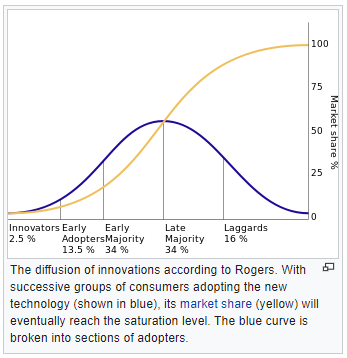 100
75
50
25
0
Market share %
Innovators Early Early Late Laggards
2.5 % Adopters Majority Majority 16 %
13.5 % 34 % 34 %
The diffusion of innovations according to Rogers. With
successive groups of consumers adopting the new
technology (shown in blue), its market share (yellow) will
eventually reach the saturation level. The blue curve is
broken into sections of adopters.